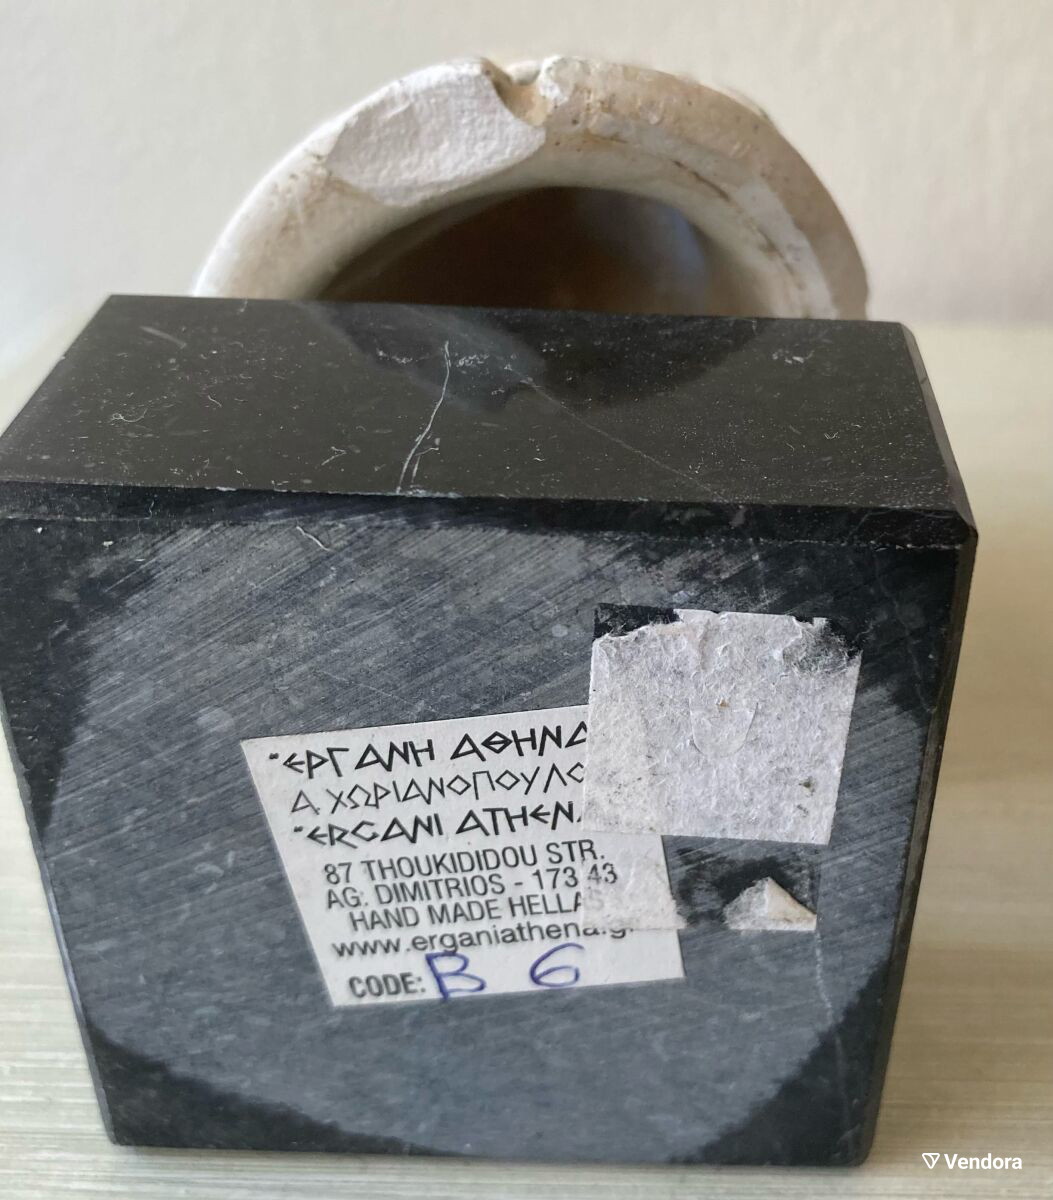 "ΕΡΓΑΝΗ ΑΘΗΝΑ
Δ ΧΩΡΙΑΝΟΠΟΥΛΟ
"ERGANI ATHENA
87 THOUKIDIDOU STR.
AG: DIMITRIOS - 173 43
HAND MADE HELLAS
www.erganiathena.gr
CODE: B 6
Vendora